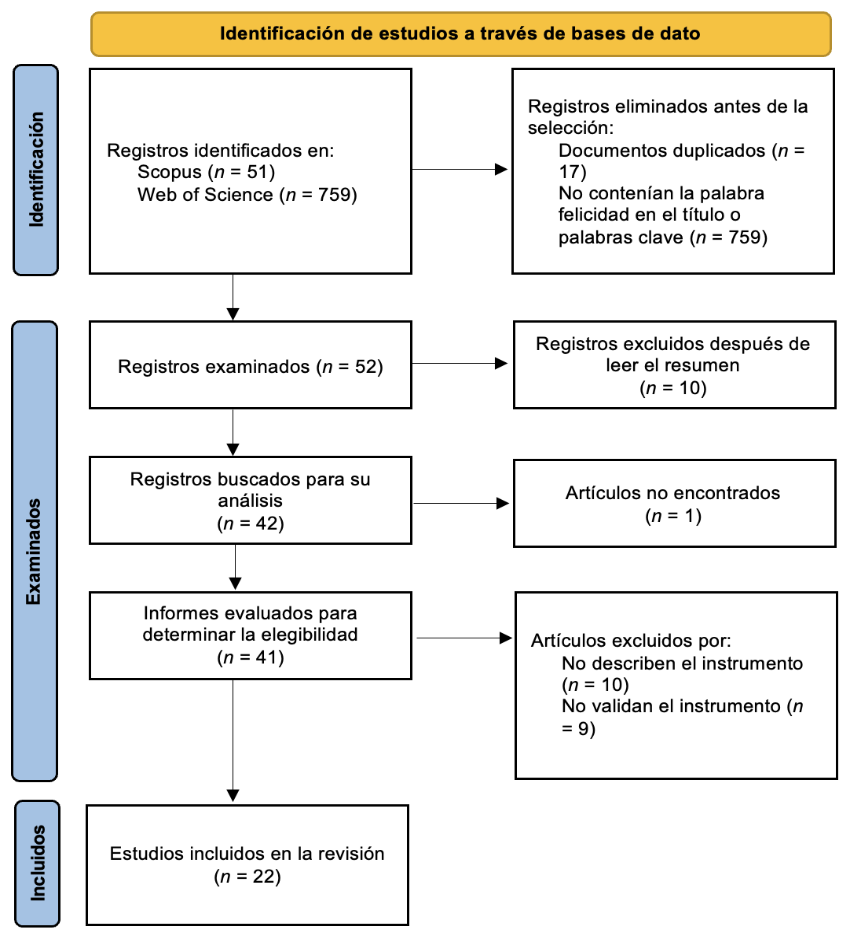 Identificación de estudios a través de bases de dato
Identificación
Registros identificados en:
Scopus (n = 51)
Web of Science (n = 759)
Registros eliminados antes de la
selección:
Documentos duplicados (n =
17)
No contenían la palabra
felicidad en el título o
palabras clave (n = 759)
Examinados
Registros examinados (n = 52)
Registros excluidos después de
leer el resumen
(n = 10)
Registros buscados para su
análisis
(n = 42)
Artículos no encontrados
(n = 1)
Informes evaluados para
determinar la elegibilidad
(n = 41)
Artículos excluidos por:
No describen el instrumento
(n = 10)
No validan el instrumento (n
= 9)
Incluidos
Estudios incluidos en la revisión
(n = 22)